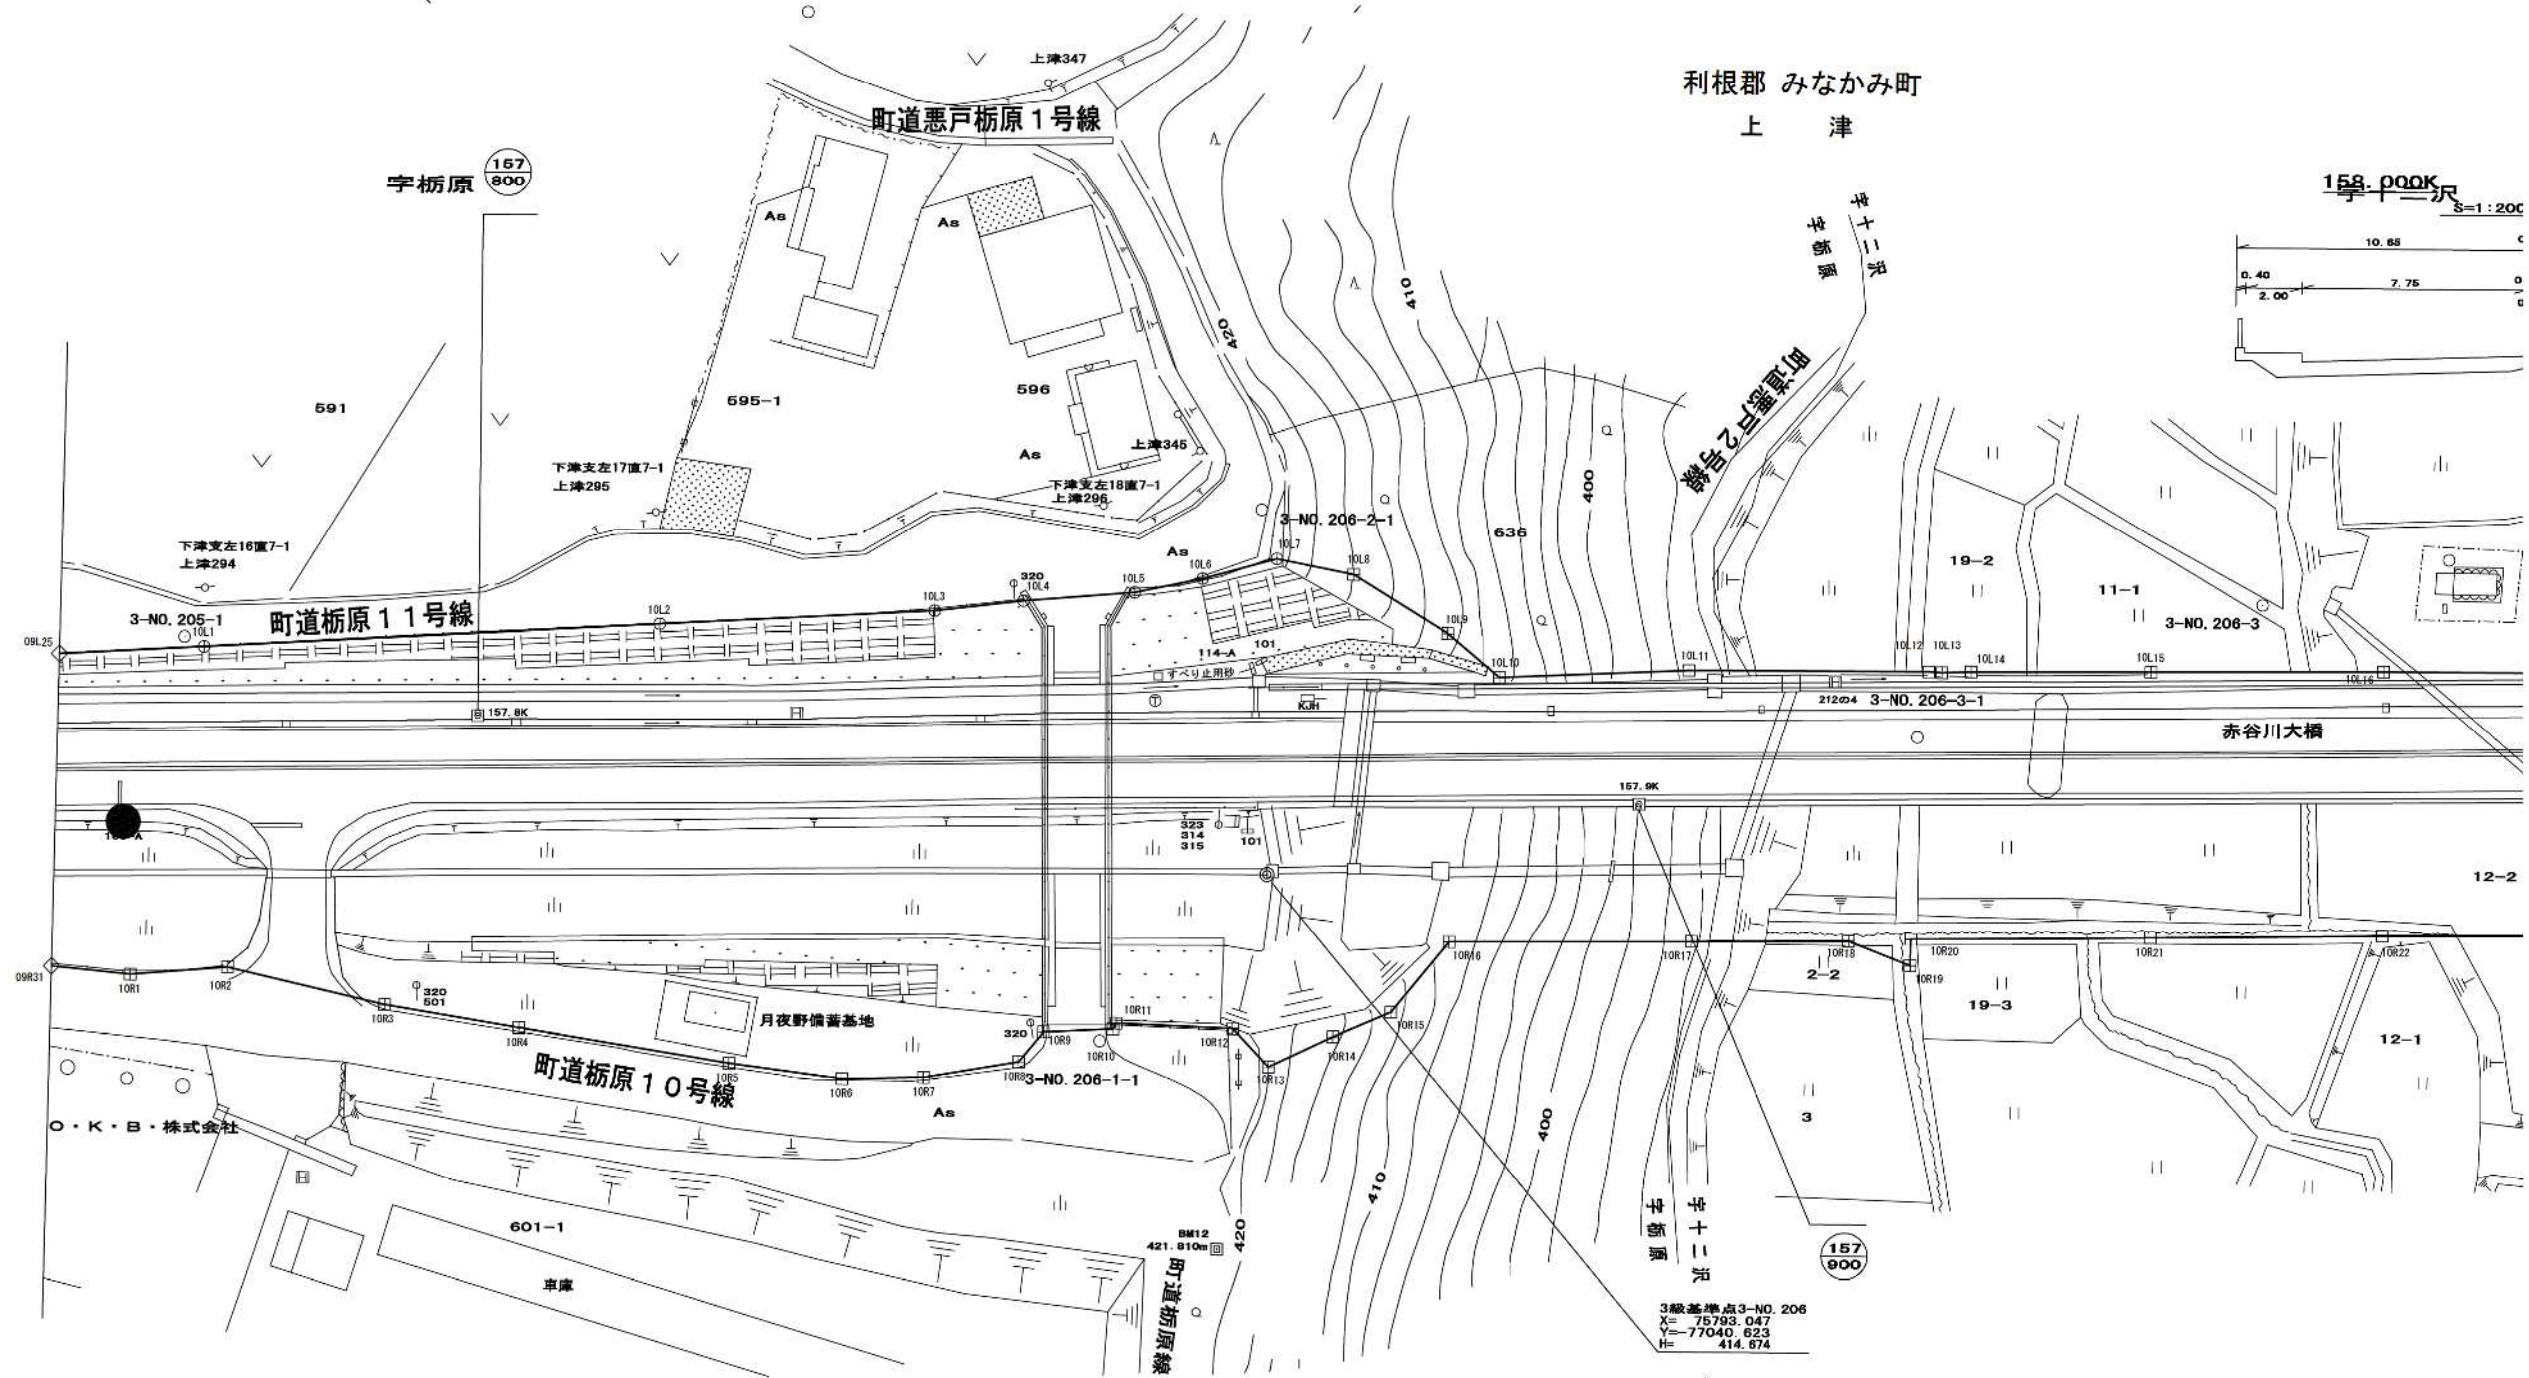 上津347
利根郡 みなかみ町
上　津
町道悪戸栃原１号線
字栃原
157
800
158.000K
字十二沢
S=1:200
10.65
0.40
2.00
7.75
As
As
字十二沢
字栃原
410
420
町道悪戸２号線
591
595-1
596
上津345
As
下津支左17直7-1
上津295
下津支左18直7-1
上津296
400
3-NO. 206-2-1
636
下津支左16直7-1
上津294
As
10L7
10L6
10L8
19-2
11-1
320
10L4
10L5
10L3
10L2
町道栃原１１号線
3-NO. 205-1
10L1
09L25
10L9
3-NO. 206-3
114-A
101
すべり止用砂
10L10
10L11
10L12
10L13
10L14
10L15
10L16
157.8K
KJH
212の4
3-NO. 206-3-1
赤谷川大橋
157.9K
323
314
315
101
12-2
09R31
10R1
10R2
10R3
320
501
10R4
月夜野備蓄基地
320
10R9
10R10
10R11
10R12
10R13
10R14
10R15
10R16
10R17
10R18
10R19
10R20
10R21
10R22
2-2
19-3
12-1
町道栃原１０号線
10R5
10R6
10R7
10R8
3-NO. 206-1-1
As
3
400
410
420
O・K・B・株式会社
601-1
車庫
BM12
421.810m
町道栃原線
字栃原
字十二沢
157
900
3級基準点3-NO. 206
X= 75793.047
Y=-77040.623
H= 414.674